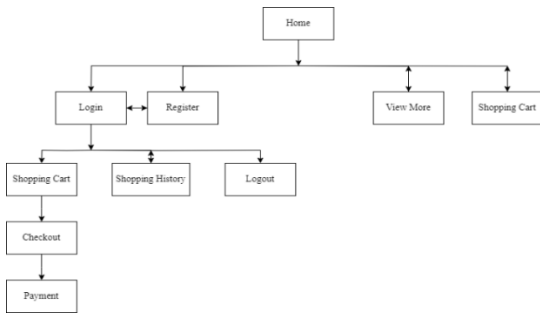 Home
Login
Register
View More
Shopping Cart
Shopping Cart
Shopping History
Logout
Checkout
Payment